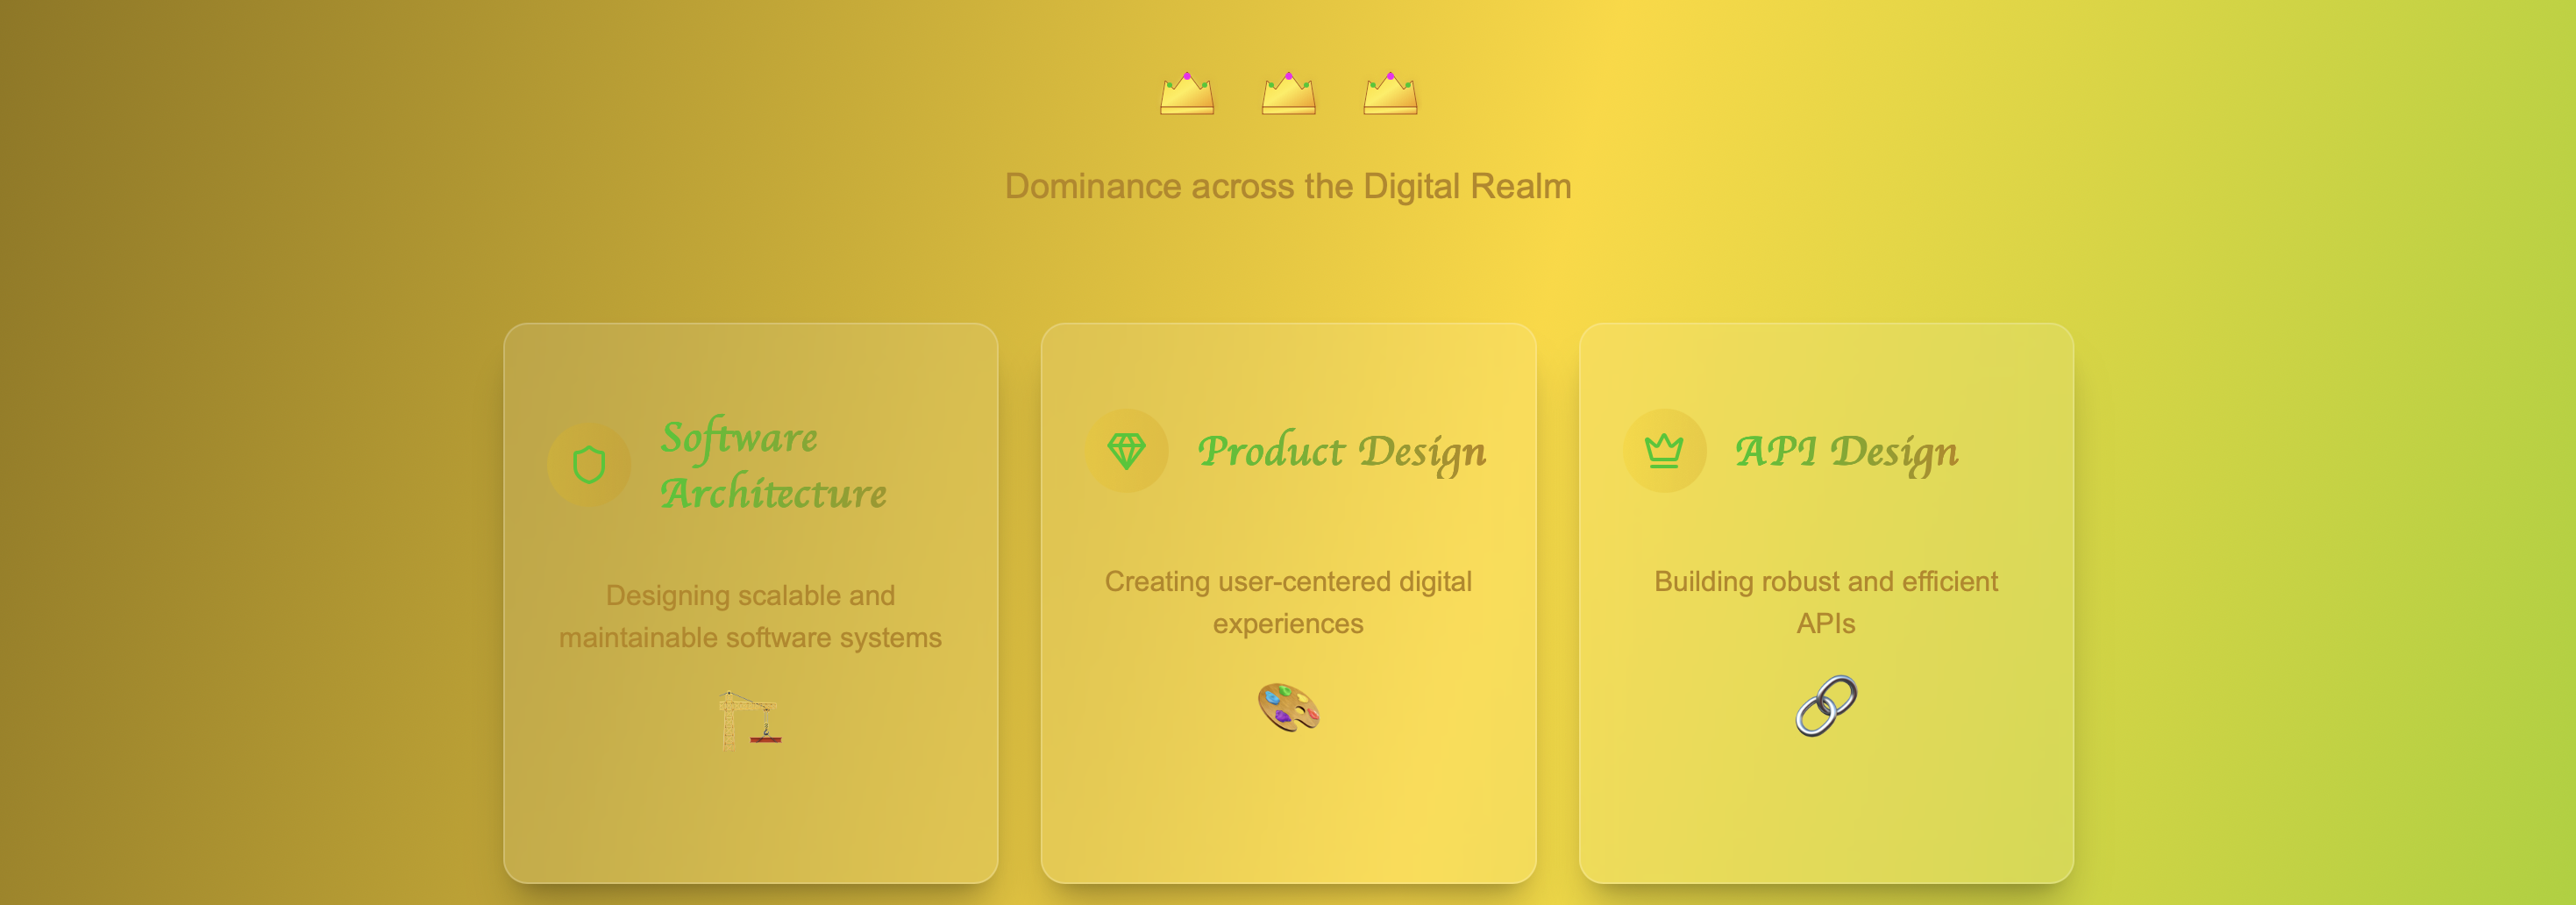 Dominance across the Digital Realm
Software
Architecture
Designing scalable and
maintainable software systems
Product Design
Creating user-centered digital
experiences
API Design
Building robust and efficient
APIs